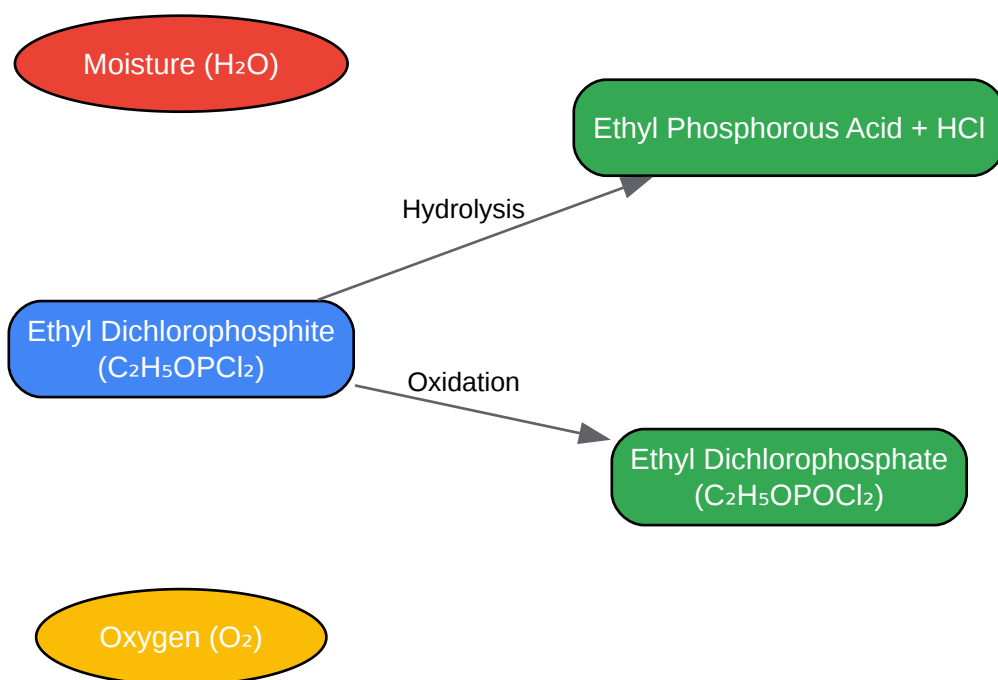 Moisture (H₂O)
Ethyl Phosphorous Acid + HCl
Hydrolysis
Ethyl Dichlorophosphite
(C₂H₅OPCl₂)
Oxidation
Ethyl Dichlorophosphate
(C₂H₅OPOCl₂)
Oxygen (O₂)